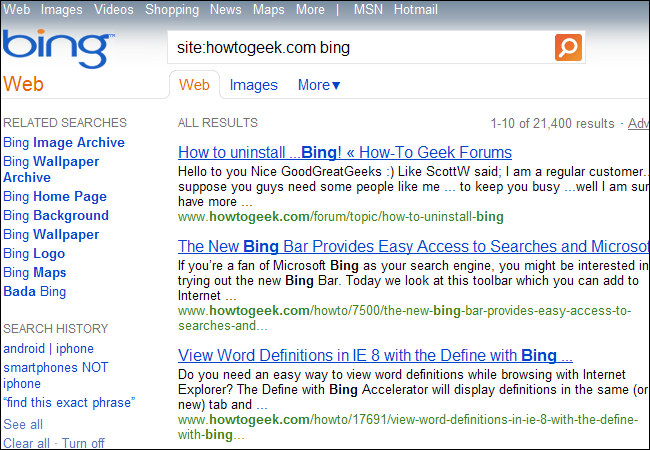 Web Images Videos Shopping News Maps More | MSN Hotmail
bing™
site:howtogeek.com bing
Web
Web Images More▼
RELATED SEARCHES
Bing Image Archive
Bing Wallpaper
Archive
Bing Home Page
Bing Background
Bing Wallpaper
Bing Logo
Bing Maps
Bada Bing
SEARCH HISTORY
android | iphone
smartphones NOT
iphone
"find this exact phrase"
See all
Clear all · Turn off
ALL RESULTS
1-10 of 21,400 results · Adv
How to uninstall ...Bing! « How-To Geek Forums
Hello to you Nice GoodGreatGeeks :) Like ScottW said; I am a regular customer..
suppose you guys need some people like me ... to keep you busy ...well I am sur
have more ...
www.howtogeek.com/forum/topic/how-to-uninstall-bing
The New Bing Bar Provides Easy Access to Searches and Microsof
If you're a fan of Microsoft Bing as your search engine, you might be interested in
trying out the new Bing Bar. Today we look at this toolbar which you can add to
Internet ...
www.howtogeek.com/howto/7500/the-new-bing-bar-provides-easy-access-to-
searches-and...
View Word Definitions in IE 8 with the Define with Bing ...
Do you need an easy way to view word definitions while browsing with Internet
Explorer? The Define with Bing Accelerator will display definitions in the same (or
new) tab and ...
www.howtogeek.com/howto/17691/view-word-definitions-in-ie-8-with-the-define-
with-bing...